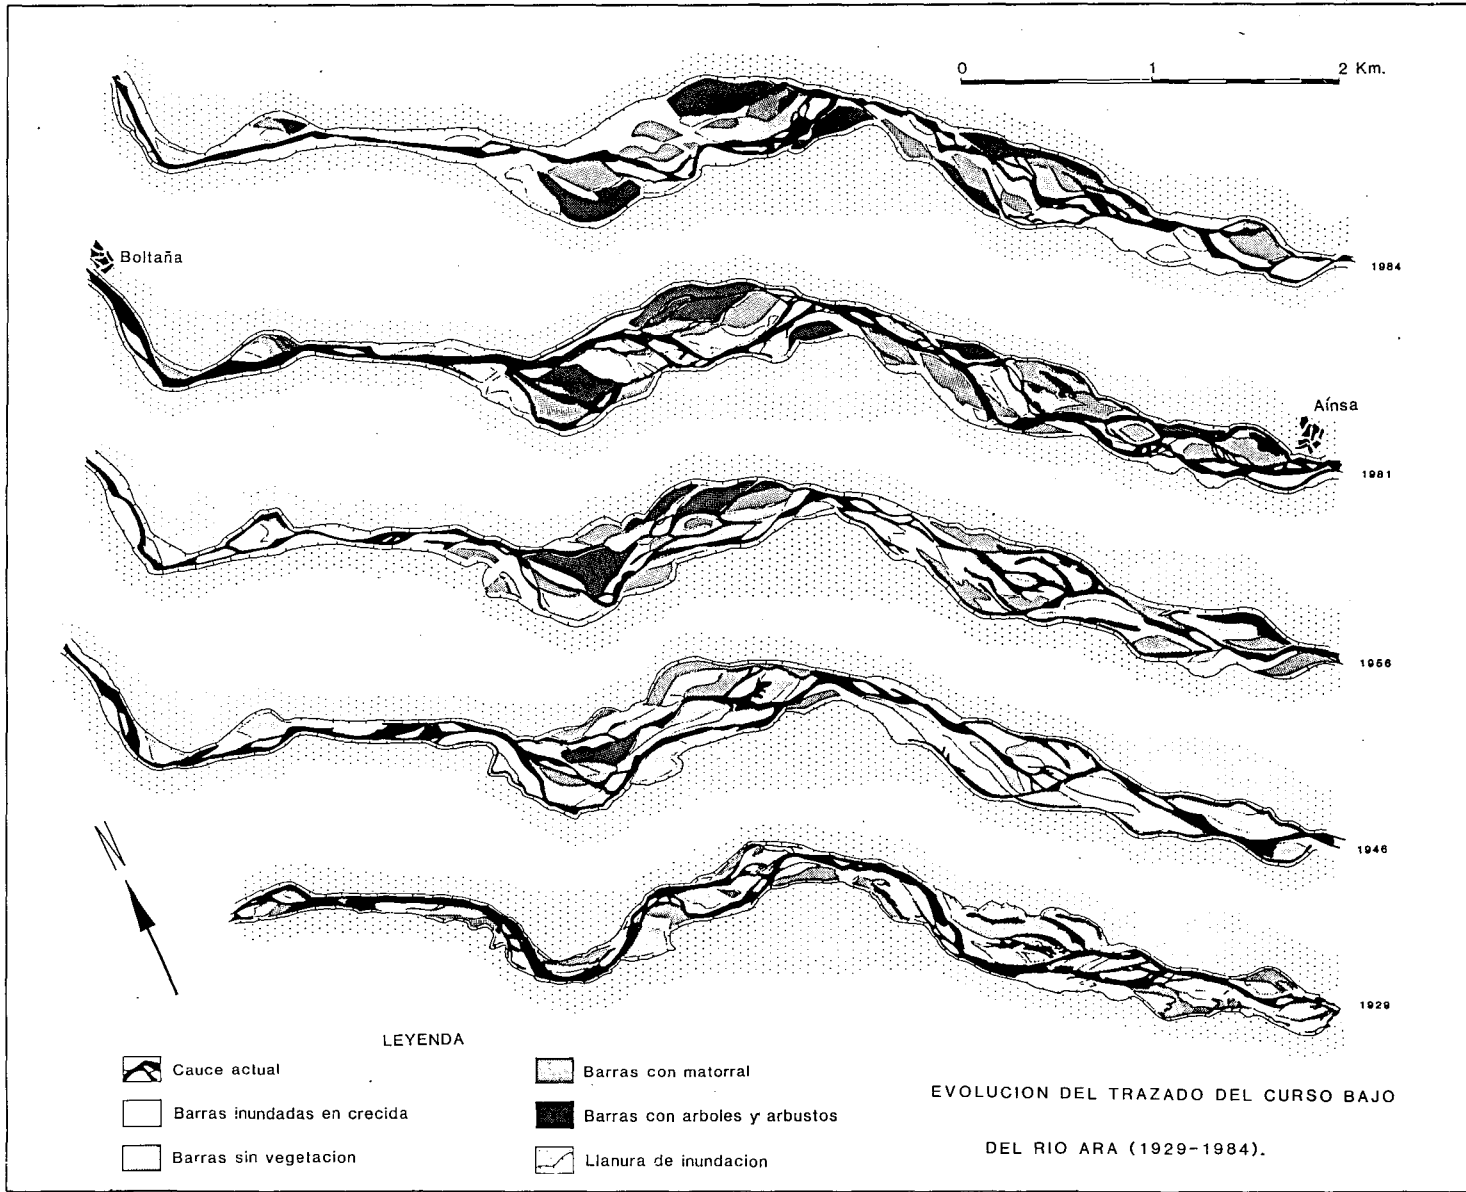 0 1 2 Km.
1984
Boltaña
Aínsa
1981
1956
1946
1929
LEYENDA
Cauce actual
Barras inundadas en crecida
Barras sin vegetacion
Barras con matorral
Barras con arboles y arbustos
Llanura de inundacion
EVOLUCION DEL TRAZADO DEL CURSO BAJO
DEL RIO ARA (1929-1984).